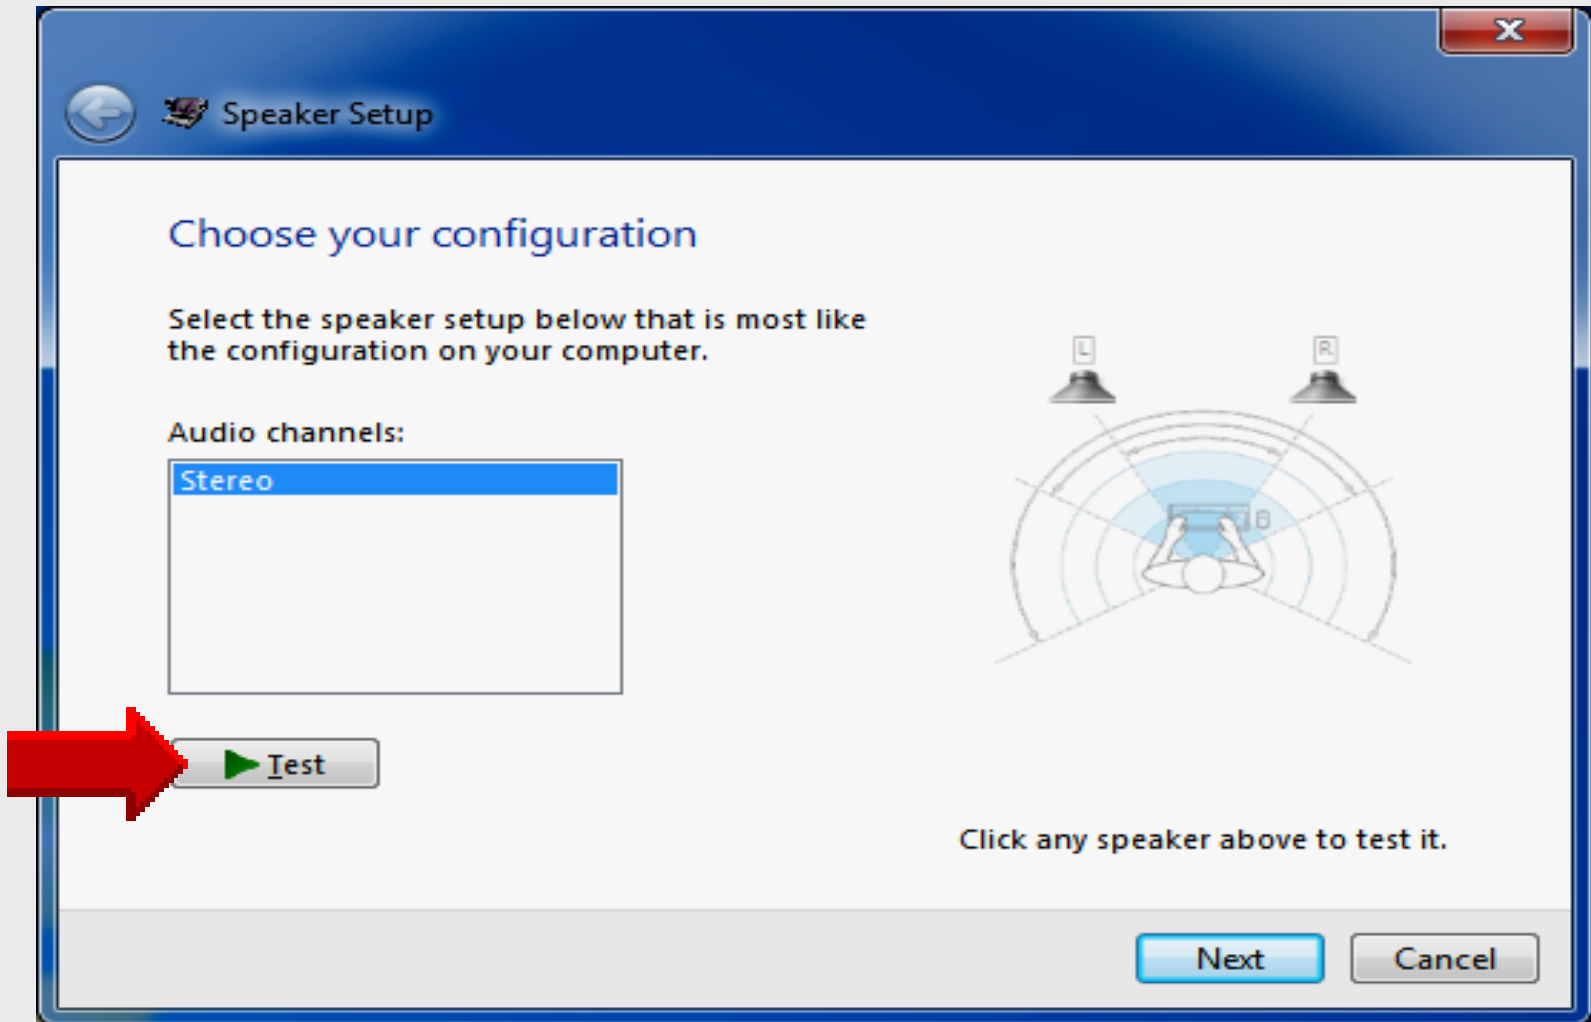 Speaker Setup
Choose your configuration
Select the speaker setup below that is most like
the configuration on your computer.
Audio channels:
Stereo
L
R
Test
Click any speaker above to test it.
Next
Cancel